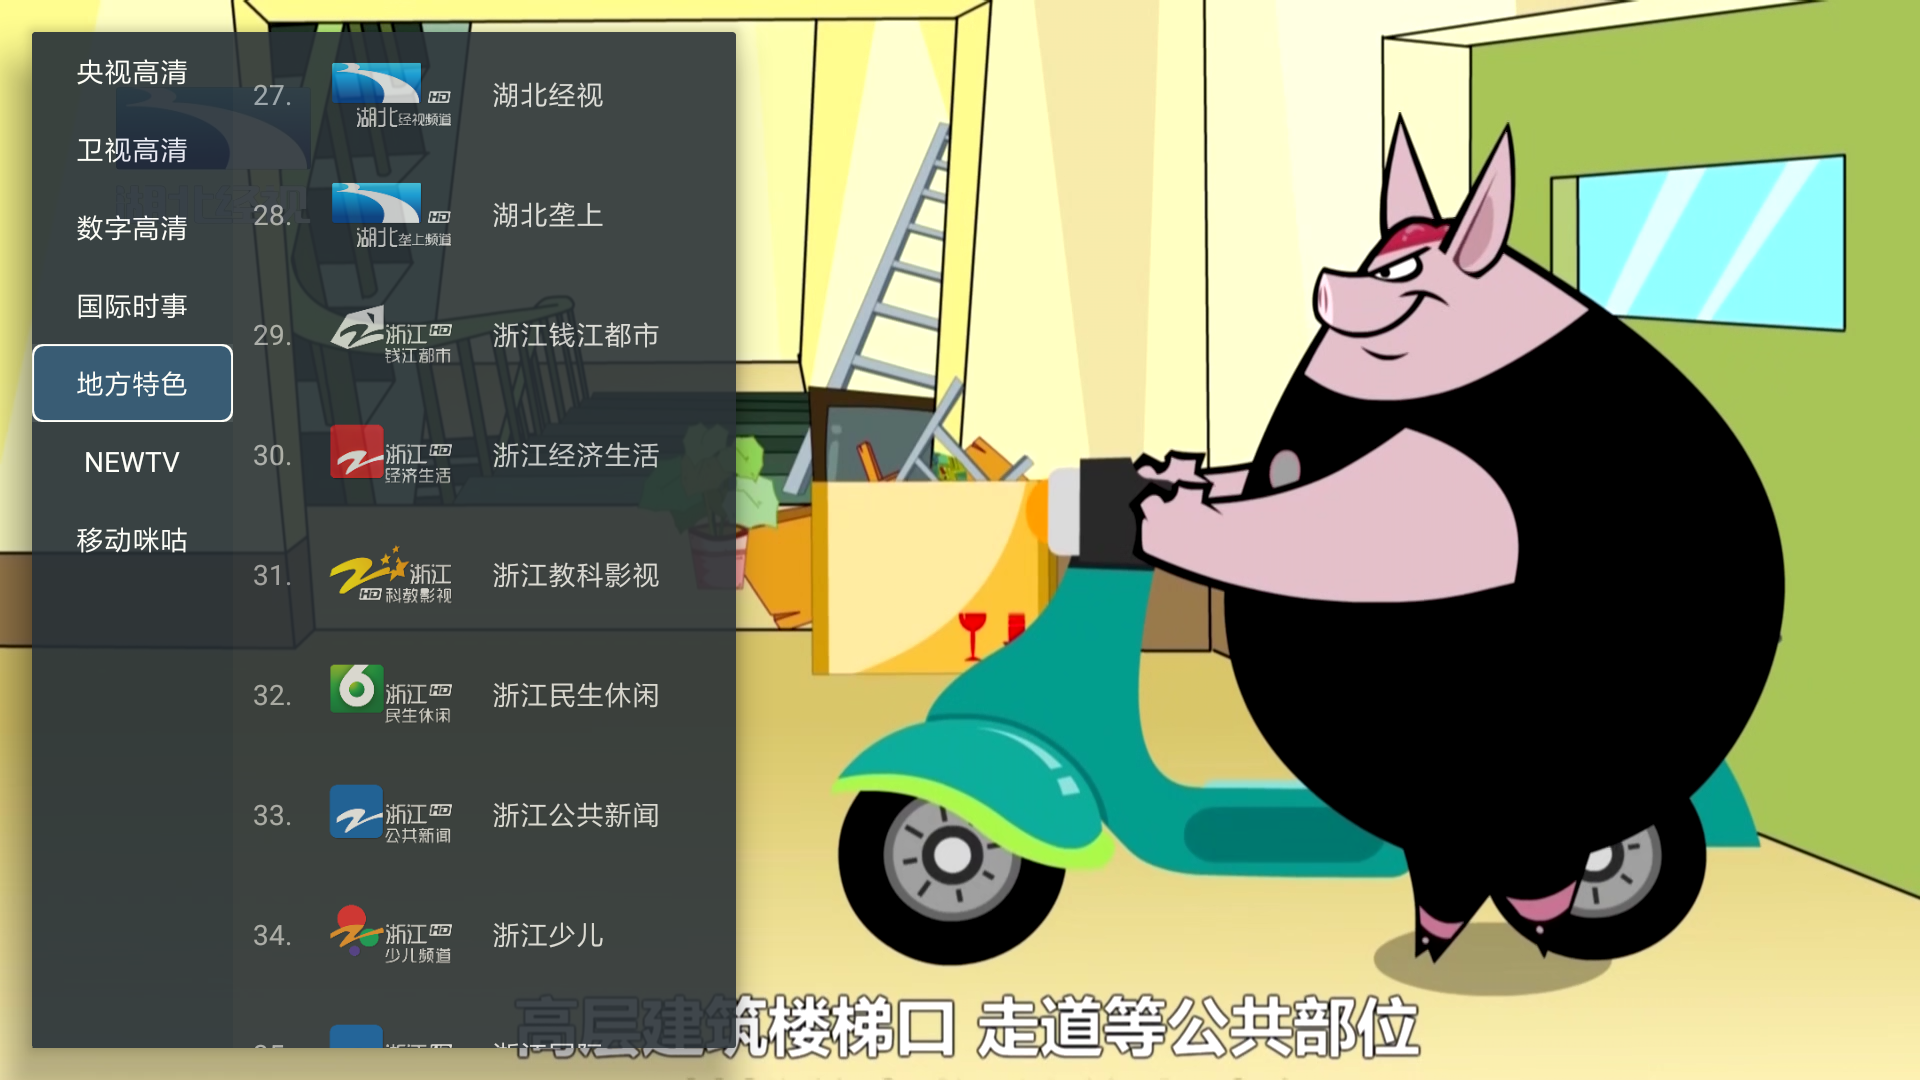 央视高清
卫视高清
数字高清
国际时事
地方特色
NEWTV
移动咪咕
27. HD 湖北经视频道 湖北经视
28. HD 湖北垄上频道 湖北垄上
29. 浙江HD 钱江都市 浙江钱江都市
30. 浙江HD 经济生活 浙江经济生活
31. 浙江 HD科教影视 浙江教科影视
32. 浙江HD 民生休闲 浙江民生休闲
33. 浙江HD 公共新闻 浙江公共新闻
34. 浙江HD 少儿频道 浙江少儿
高层建筑楼梯口 走道等公共部位